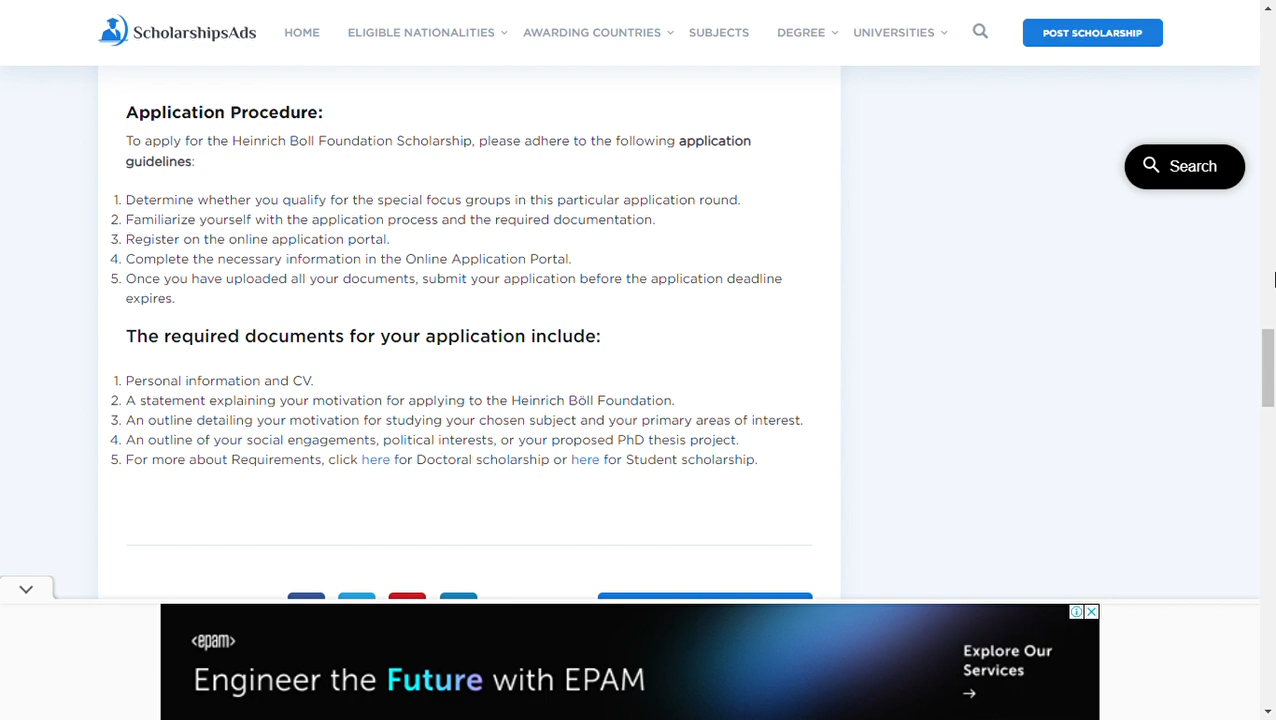 ScholarshipsAds
HOME
ELIGIBLE NATIONALITIES
AWARDING COUNTRIES
SUBJECTS
DEGREE
UNIVERSITIES
POST SCHOLARSHIP
Application Procedure:
To apply for the Heinrich Boll Foundation Scholarship, please adhere to the following application
guidelines:
Search
1. Determine whether you qualify for the special focus groups in this particular application round.
2. Familiarize yourself with the application process and the required documentation.
3. Register on the online application portal.
4. Complete the necessary information in the Online Application Portal.
5. Once you have uploaded all your documents, submit your application before the application deadline
expires.
The required documents for your application include:
1. Personal information and CV.
2. A statement explaining your motivation for applying to the Heinrich Böll Foundation.
3. An outline detailing your motivation for studying your chosen subject and your primary areas of interest.
4. An outline of your social engagements, political interests, or your proposed PhD thesis project.
5. For more about Requirements, click here for Doctoral scholarship or here for Student scholarship.
<epam>
Engineer the Future with EPAM
Explore Our
Services